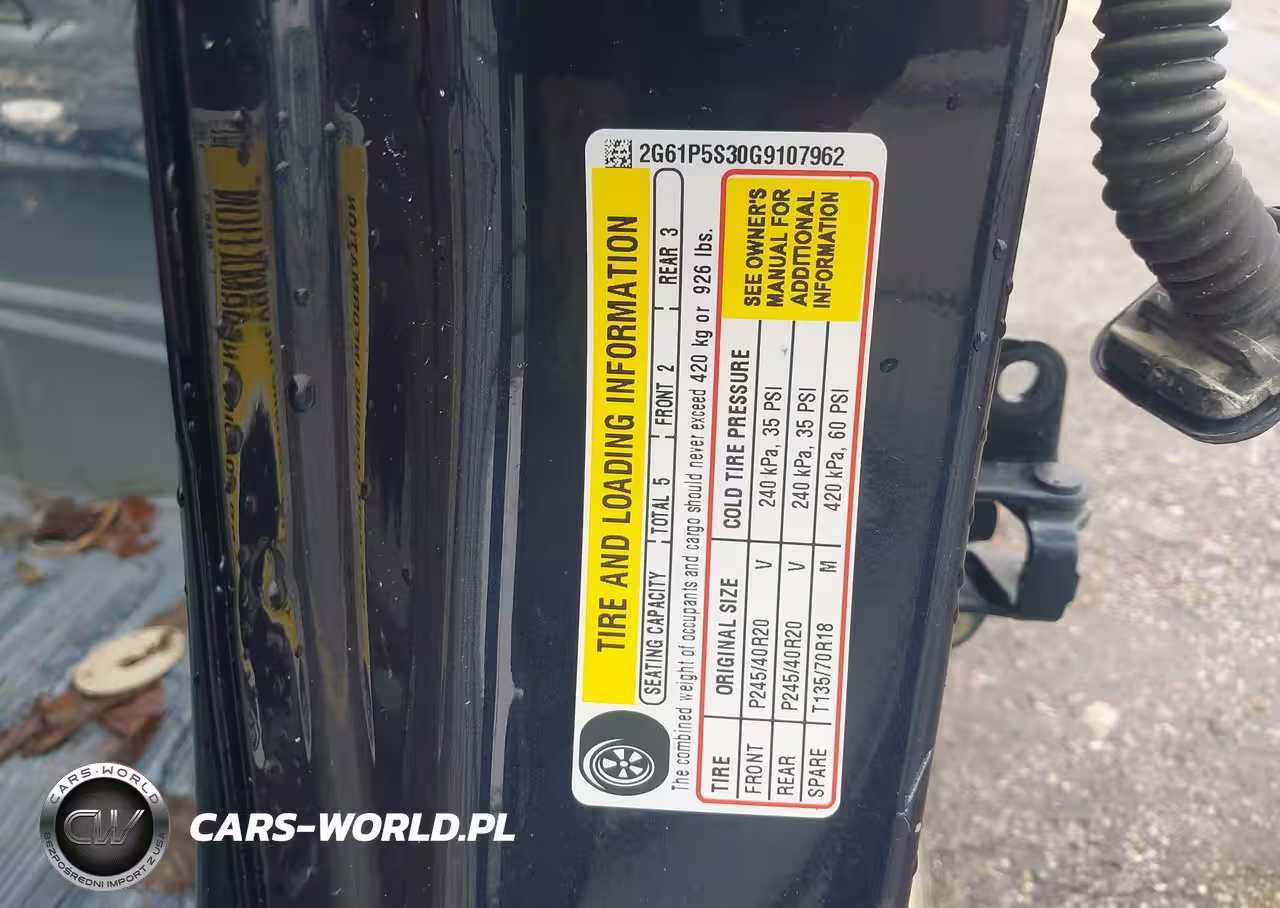 2G61P5S30G9107962
TIRE AND LOADING INFORMATION
SEATING CAPACITY TOTAL 5 FRONT 2 REAR 3
The combined weight of occupants and cargo should never exceed 420 kg or 926 lbs.
TIRE ORIGINAL SIZE COLD TIRE PRESSURE
FRONT P245/40R20 V 240 kPa, 35 PSI
REAR P245/40R20 V 240 kPa, 35 PSI
SPARE T135/70R18 M 420 kPa, 60 PSI
SEE OWNER'S
MANUAL FOR
ADDITIONAL
INFORMATION
CARS-WORLD
CW
BEZPOŚREDNI IMPORT Z USA
CARS-WORLD.PL